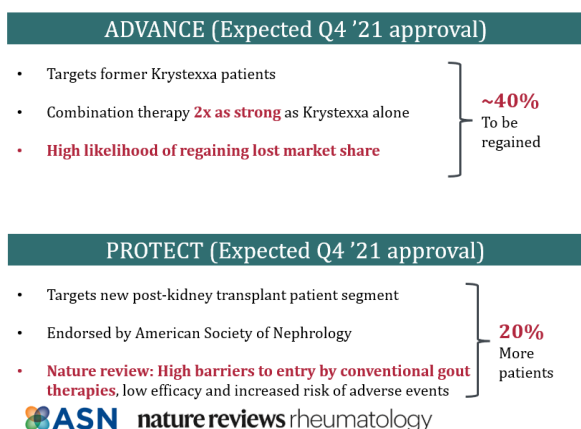 ADVANCE (Expected Q4 ’21 approval)
• Targets former Krystexxa patients
• Combination therapy 2x as strong as Krystexxa alone
• High likelihood of regaining lost market share
~40%
To be
regained
PROTECT (Expected Q4 ’21 approval)
• Targets new post-kidney transplant patient segment
• Endorsed by American Society of Nephrology
• Nature review: High barriers to entry by conventional gout
therapies, low efficacy and increased risk of adverse events
20%
More
patients
ASN nature reviews rheumatology